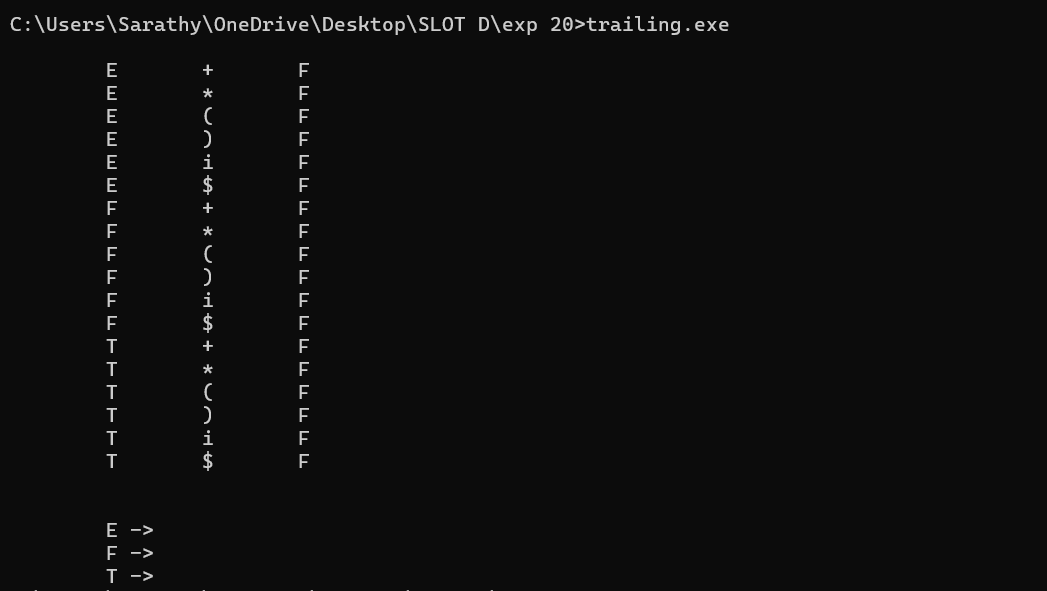 C:\Users\Sarathy\OneDrive\Desktop\SLOT D\exp 20>trailing.exe
E + F
E * F
E ( F
E ) F
E i F
E $ F
F + F
F * F
F ( F
F ) F
F i F
F $ F
T + F
T * F
T ( F
T ) F
T i F
T $ F
E ->
F ->
T ->